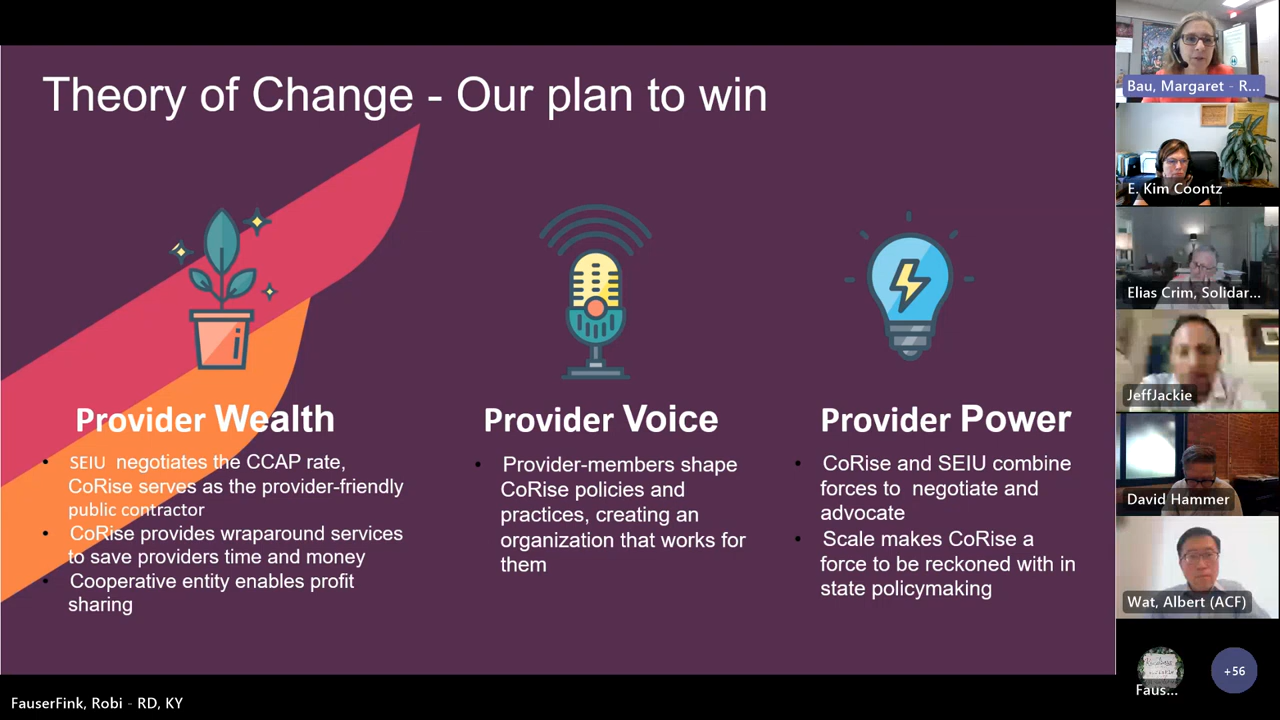 Theory of Change - Our plan to win
Provider Wealth
• SEIU negotiates the CCAP rate,
CoRise serves as the provider-friendly
public contractor
• CoRise provides wraparound services
to save providers time and money
• Cooperative entity enables profit
sharing
Provider Voice
• Provider-members shape
CoRise policies and
practices, creating an
organization that works for
them
Provider Power
• CoRise and SEIU combine
forces to negotiate and
advocate
• Scale makes CoRise a
force to be reckoned with in
state policymaking
Bau, Margaret - R...
E. Kim Coontz
Elias Crim, Solidar...
JeffJackie
David Hammer
Wat, Albert (ACF)
Faus...
+56
FauserFink, Robi - RD, KY